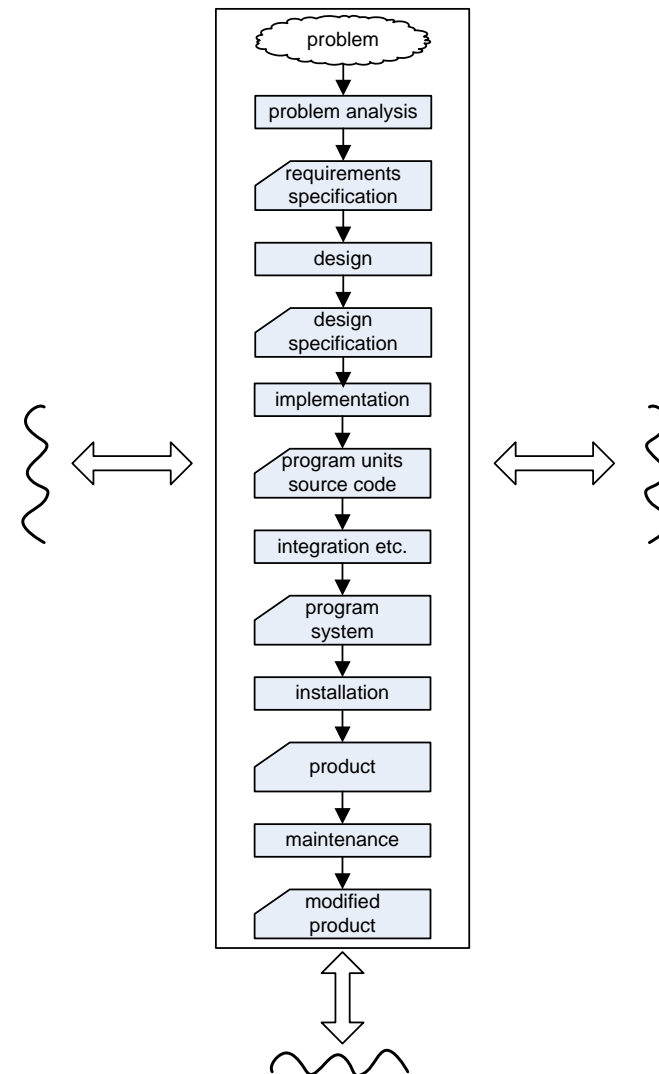 problem
problem analysis
requirements
specification
design
design
specification
implementation
program units
source code
integration etc.
program
system
installation
product
maintenance
modified
product